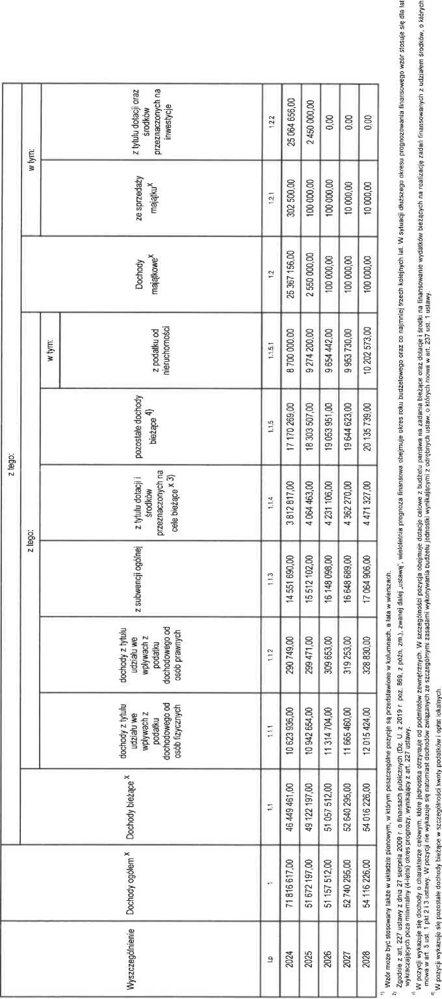 z tego:
z tego:
w tym:
w tym:
Wyszczególnienie
Dochody ogółem x
Dochody bieżące x
dochody z tytułu
udziału we
wpływach z
podatku
dochodowego od
osób fizycznych
dochody z tytułu
udziału we
wpływach z
podatku
dochodowego od
osób prawnych
z subwencji ogólnej
z tytułu dotacji i
środków
przeznaczonych na
cele bieżące x 3)
pozostałe dochody
bieżące 4)
z podatku od
nieruchomości
Dochody
majątkowe x
ze sprzedaży
majątku x
z tytułu dotacji oraz
środków
przeznaczonych na
inwestycje
Lp 1 1.1 1.1.1 1.1.2 1.1.3 1.1.4 1.1.5 1.1.5.1 1.2 1.2.1 1.2.2
2024 71 816 617,00 46 449 461,00 10 623 936,00 290 749,00 14 551 690,00 3 812 817,00 17 170 269,00 8 700 000,00 25 367 156,00 302 500,00 25 064 656,00
2025 51 672 197,00 49 122 197,00 10 942 654,00 299 471,00 15 512 102,00 4 064 463,00 18 303 507,00 9 274 200,00 2 550 000,00 100 000,00 2 450 000,00
2026 51 157 512,00 51 057 512,00 11 314 704,00 309 653,00 16 148 098,00 4 231 106,00 19 053 951,00 9 654 442,00 100 000,00 100 000,00 0,00
2027 52 740 295,00 52 640 295,00 11 665 460,00 319 253,00 16 648 689,00 4 362 270,00 19 644 623,00 9 953 730,00 100 000,00 10 000,00 0,00
2028 54 116 226,00 54 016 226,00 12 015 424,00 328 830,00 17 064 906,00 4 471 327,00 20 135 739,00 10 202 573,00 100 000,00 10 000,00 0,00
1) Wzór może być stosowany także w układzie pionowym, w którym poszczególne pozycje są przedstawione w kolumnach, a lata w wierszach.
2) Zgodnie z art. 227 ustawy z dnia 27 sierpnia 2009 r. o finansach publicznych (Dz. U. z 2019 r. poz. 869, z późn. zm.), zwanej dalej „ustawą”, wieloletnia prognoza finansowa obejmuje okres roku budżetowego oraz co najmniej trzech kolejnych lat. W sytuacji dłuższego okresu prognozowania finansowego wzór stosuje się dla lat
wykraczających poza minimalny (4-letni) okres prognozy, wynikający z art. 227 ustawy.
3) W pozycji wykazuje się dochody o charakterze celowym, które jednostka otrzymuje od podmiotów zewnętrznych. W szczególności pozycja obejmuje dotacje celowe z budżetu państwa na zadania bieżące oraz dotacje i środki na finansowanie wydatków bieżących na realizację zadań finansowanych z udziałem środków, o których
mowa w art. 5 ust. 1 pkt 2 i 3 ustawy. W pozycji nie wykazuje się natomiast dochodów związanych ze szczególnymi zasadami wykonywania budżetu jednostki wynikającymi z odrębnych ustaw, o których mowa w art. 237 ust. 1 ustawy.
4) W pozycji wykazuje się pozostałe dochody bieżące w szczególności kwoty podatków i opłat lokalnych.